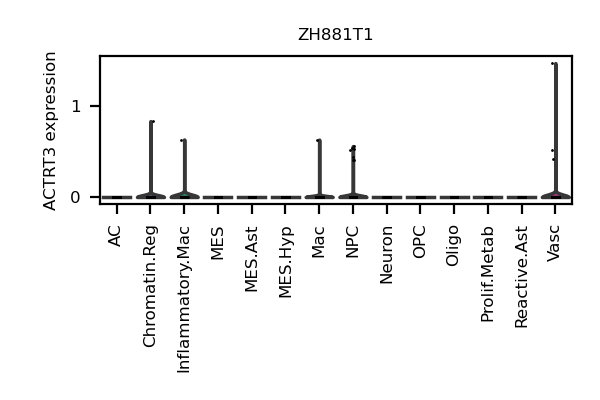 ZH881T1
ACTRT3 expression
1
0
AC
Chromatin.Reg
Inflammatory.Mac
MES
MES.Ast
MES.Hyp
Mac
NPC
Neuron
OPC
Oligo
Prolif.Metab
Reactive.Ast
Vasc